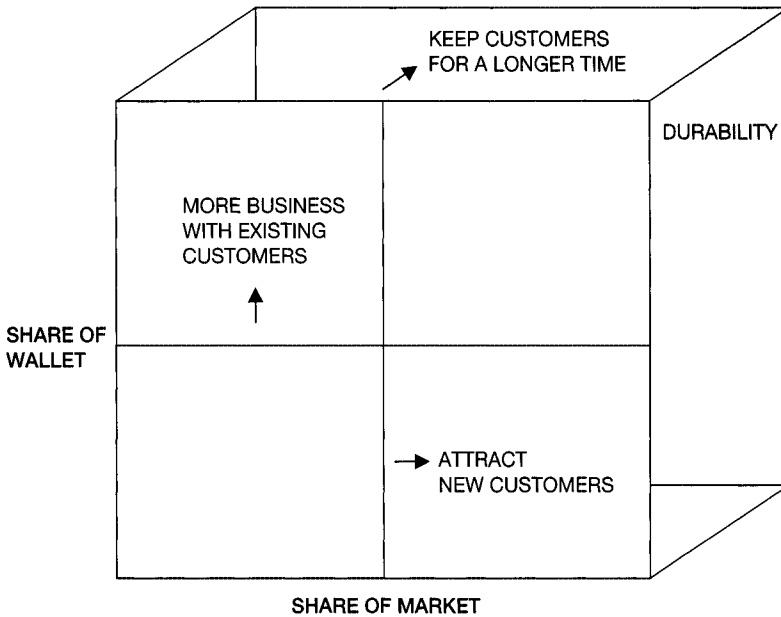 KEEP CUSTOMERS
FOR A LONGER TIME
DURABILITY
MORE BUSINESS
WITH EXISTING
CUSTOMERS
SHARE OF
WALLET
ATTRACT
NEW CUSTOMERS
SHARE OF MARKET